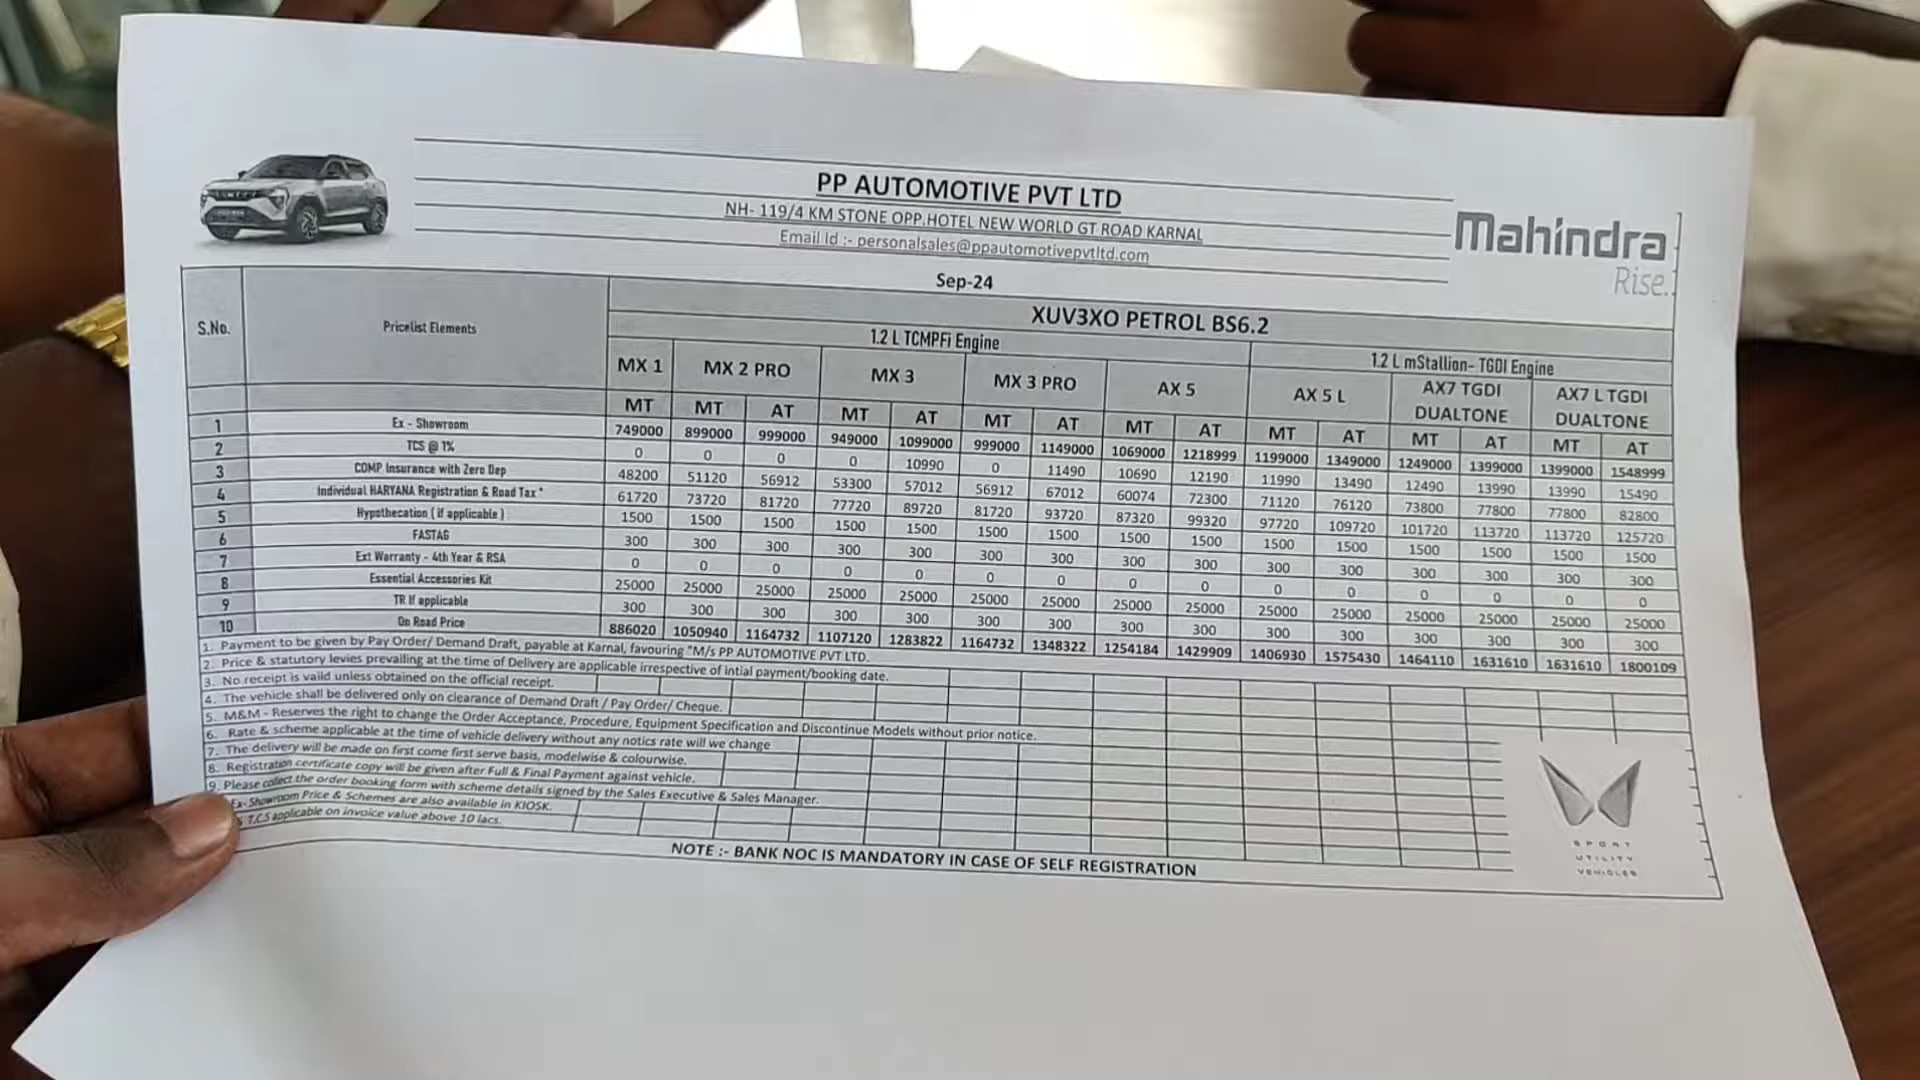 PP AUTOMOTIVE PVT LTD
NH- 119/4 KM STONE OPP.HOTEL NEW WORLD GT ROAD KARNAL
Email Id :- personalsales@ppautomotivepvtltd.com
Mahindra
Rise.
Sep-24
S.No. Pricelist Elements XUV3XO PETROL BS6.2
1.2 L TCMPFi Engine 1.2 L mStallion- TGDI Engine
MX 1 MX 2 PRO MX 3 MX 3 PRO AX 5 AX 5 L AX7 TGDI DUALTONE AX7 L TGDI DUALTONE
MT MT AT MT AT MT AT MT AT MT AT MT AT MT AT
1 Ex - Showroom 749000 899000 999000 949000 1099000 999000 1149000 1069000 1218999 1199000 1349000 1249000 1399000 1399000 1548999
2 TCS @ 1% 0 0 0 0 10990 0 11490 10690 12190 11990 13490 12490 13990 13990 15490
3 COMP Insurance with Zero Dep 48200 51120 56912 53300 57012 56912 67012 60074 72300 71120 76120 73800 77800 77800 82800
4 Individual HARYANA Registration & Road Tax * 61720 73720 81720 77720 89720 81720 93720 87320 99320 97720 109720 101720 113720 113720 125720
5 Hypothecation ( if applicable ) 1500 1500 1500 1500 1500 1500 1500 1500 1500 1500 1500 1500 1500 1500 1500
6 FASTAG 300 300 300 300 300 300 300 300 300 300 300 300 300 300 300
7 Ext Warranty - 4th Year & RSA 0 0 0 0 0 0 0 0 0 0 0 0 0 0 0
8 Essential Accessories Kit 25000 25000 25000 25000 25000 25000 25000 25000 25000 25000 25000 25000 25000 25000 25000
9 TR If applicable 300 300 300 300 300 300 300 300 300 300 300 300 300 300 300
10 On Road Price 886020 1050940 1164732 1107120 1283822 1164732 1348322 1254184 1429909 1406930 1575430 1464110 1631610 1631610 1800109
1. Payment to be given by Pay Order/ Demand Draft, payable at Karnal, favouring "M/s PP AUTOMOTIVE PVT LTD.
2. Price & statutory levies prevailing at the time of Delivery are applicable irrespective of intial payment/booking date.
3. No receipt is vaild unless obtained on the official receipt.
4. The vehicle shall be delivered only on clearance of Demand Draft / Pay Order/ Cheque.
5. M&M - Reserves the right to change the Order Acceptance, Procedure, Equipment Specification and Discontinue Models without prior notice.
6. Rate & scheme applicable at the time of vehicle delivery without any notics rate will we change
7. The delivery will be made on first come first serve basis, modelwise & colourwise.
8. Registration certificate copy will be given after Full & Final Payment against vehicle.
9. Please collect the order booking form with scheme details signed by the Sales Executive & Sales Manager.
Ex- Showroom Price & Schemes are also available in KIOSK.
T.C.S applicable on invoice value above 10 lacs.
NOTE :- BANK NOC IS MANDATORY IN CASE OF SELF REGISTRATION
SPORT
UTILITY
VEHICLES